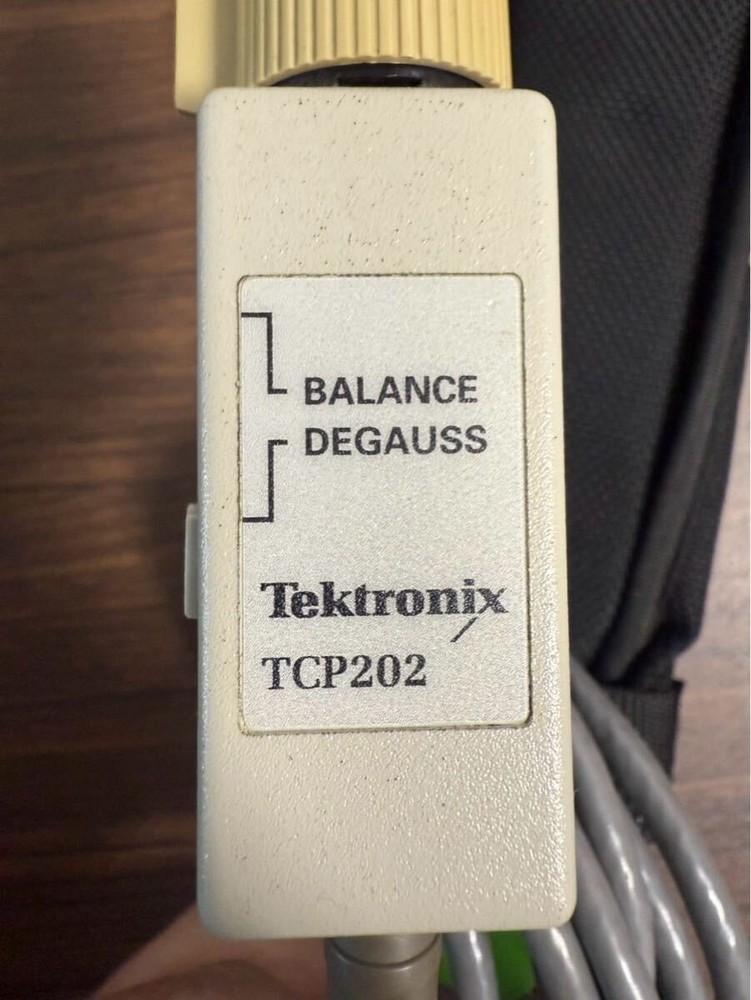 BALANCE
DEGAUSS
Tektronix
TCP202